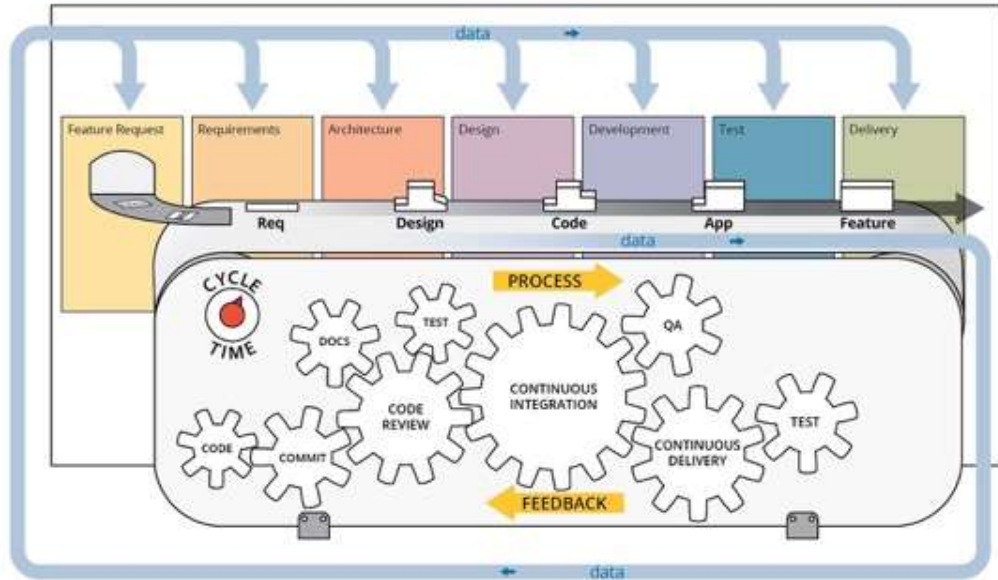 data
Feature Request
Requirements
Architecture
Design
Development
Test
Delivery
Req
Design
Code
App
Feature
data
CYCLE
TIME
PROCESS
DOCS
TEST
QA
CODE
REVIEW
CONTINUOUS
INTEGRATION
CODE
COMMIT
CONTINUOUS
DELIVERY
TEST
FEEDBACK
data